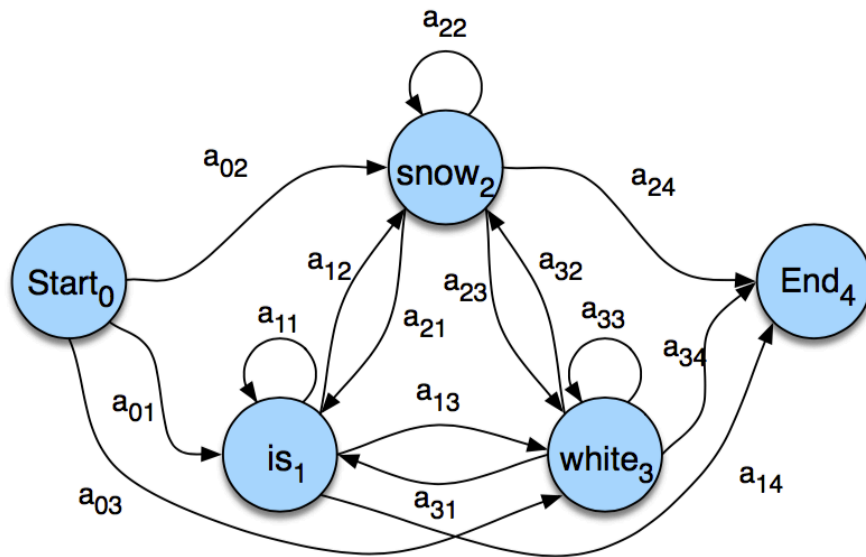 a₂₂
a₀₂
snow₂
a₂₄
Start₀
a₁₂
a₂₃
a₃₂
End₄
a₁₁
a₂₁
a₃₃
a₃₄
a₀₁
a₁₃
is₁
white₃
a₀₃
a₃₁
a₁₄